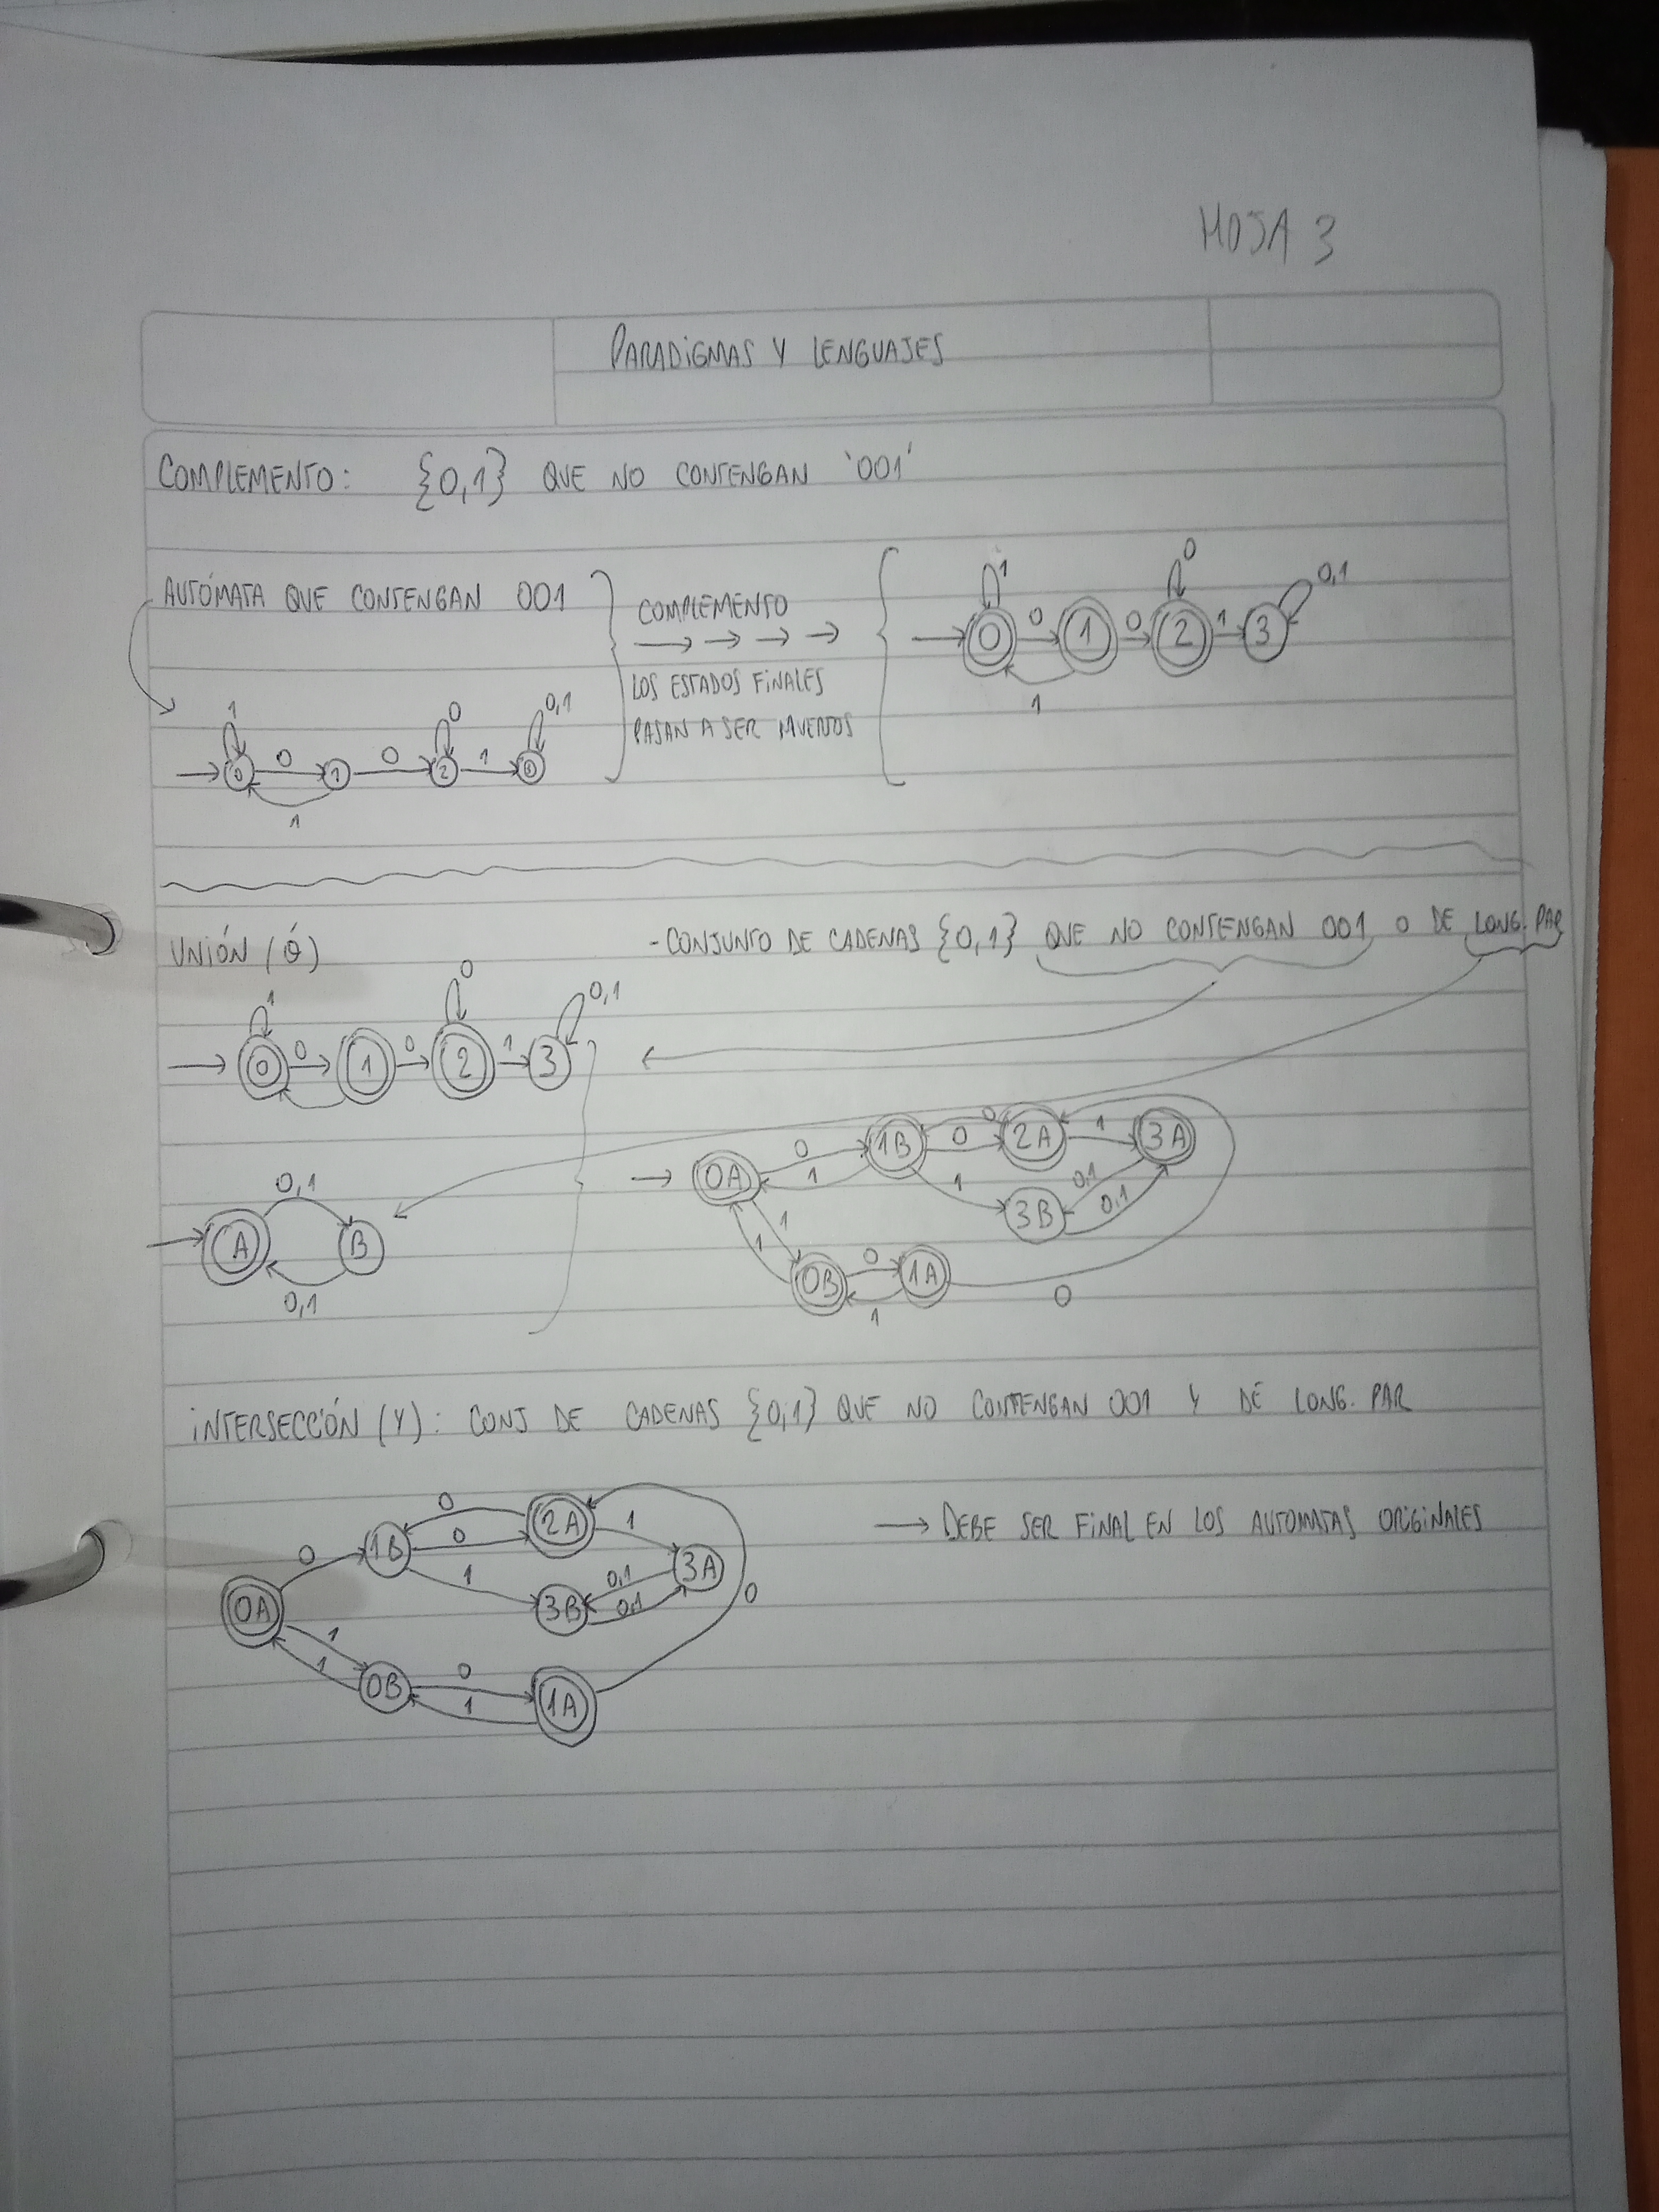 HOJA 3
PARADIGMAS Y LENGUAJES
COMPLEMENTO: {0,1} QUE NO CONTENGAN '001'
AUTÓMATA QUE CONTENGAN 001
COMPLEMENTO
LOS ESTADOS FINALES
PASAN A SER MUERTOS
1 0 0,1
0 0 1 0 2 1 3
1
1 0 0,1
0 0 1 0 2 1 3
1
UNIÓN (Ó) - CONJUNTO DE CADENAS {0,1} QUE NO CONTENGAN 001 O DE LONG. PAR
1 0 0,1
0 0 1 0 2 1 3
0,1
A B
0,1
0A 0 1 1B 0 0 2A 1 3A
1 3B 0,1 0,1
1 1 0B 0 1 1A 0
INTERSECCIÓN (Y): CONJ DE CADENAS {0,1} QUE NO CONTENGAN 001 Y DE LONG. PAR
→ DEBE SER FINAL EN LOS AUTOMATAS ORIGINALES
0A 0 1B 0 0 2A 1 3A
1 3B 0,1 0,1
1 1 0B 0 1 1A 0